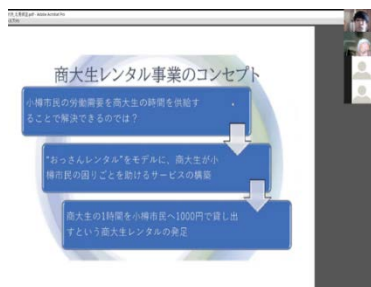 商大生レンタル事業のコンセプト
小樽市民の労働需要を商大生の時間を供給す
ることで解決できるのでは？
“おっさんレンタル”をモデルに、商大生が小
樽市民の困りごとを助けるサービスの構築
商大生の1時間を小樽市民へ1000円で貸し出
すという商大生レンタルの発足